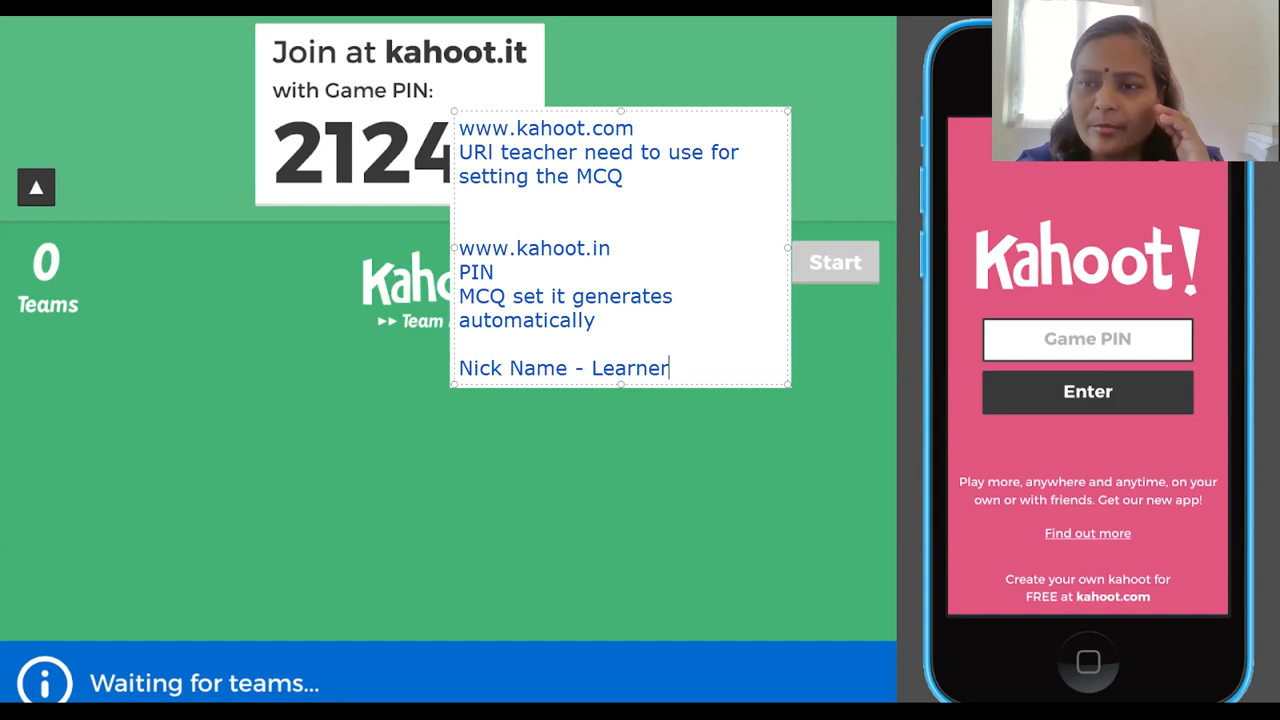 Join at kahoot.it
with Game PIN:
2124
www.kahoot.com
URl teacher need to use for
setting the MCQ
www.kahoot.in
PIN
MCQ set it generates
automatically
Nick Name - Learner
0
Teams
Kaho
Team
Start
Waiting for teams...
Kahoot!
Game PIN
Enter
Play more, anywhere and anytime, on your
own or with friends. Get our new app!
Find out more
Create your own kahoot for
FREE at kahoot.com